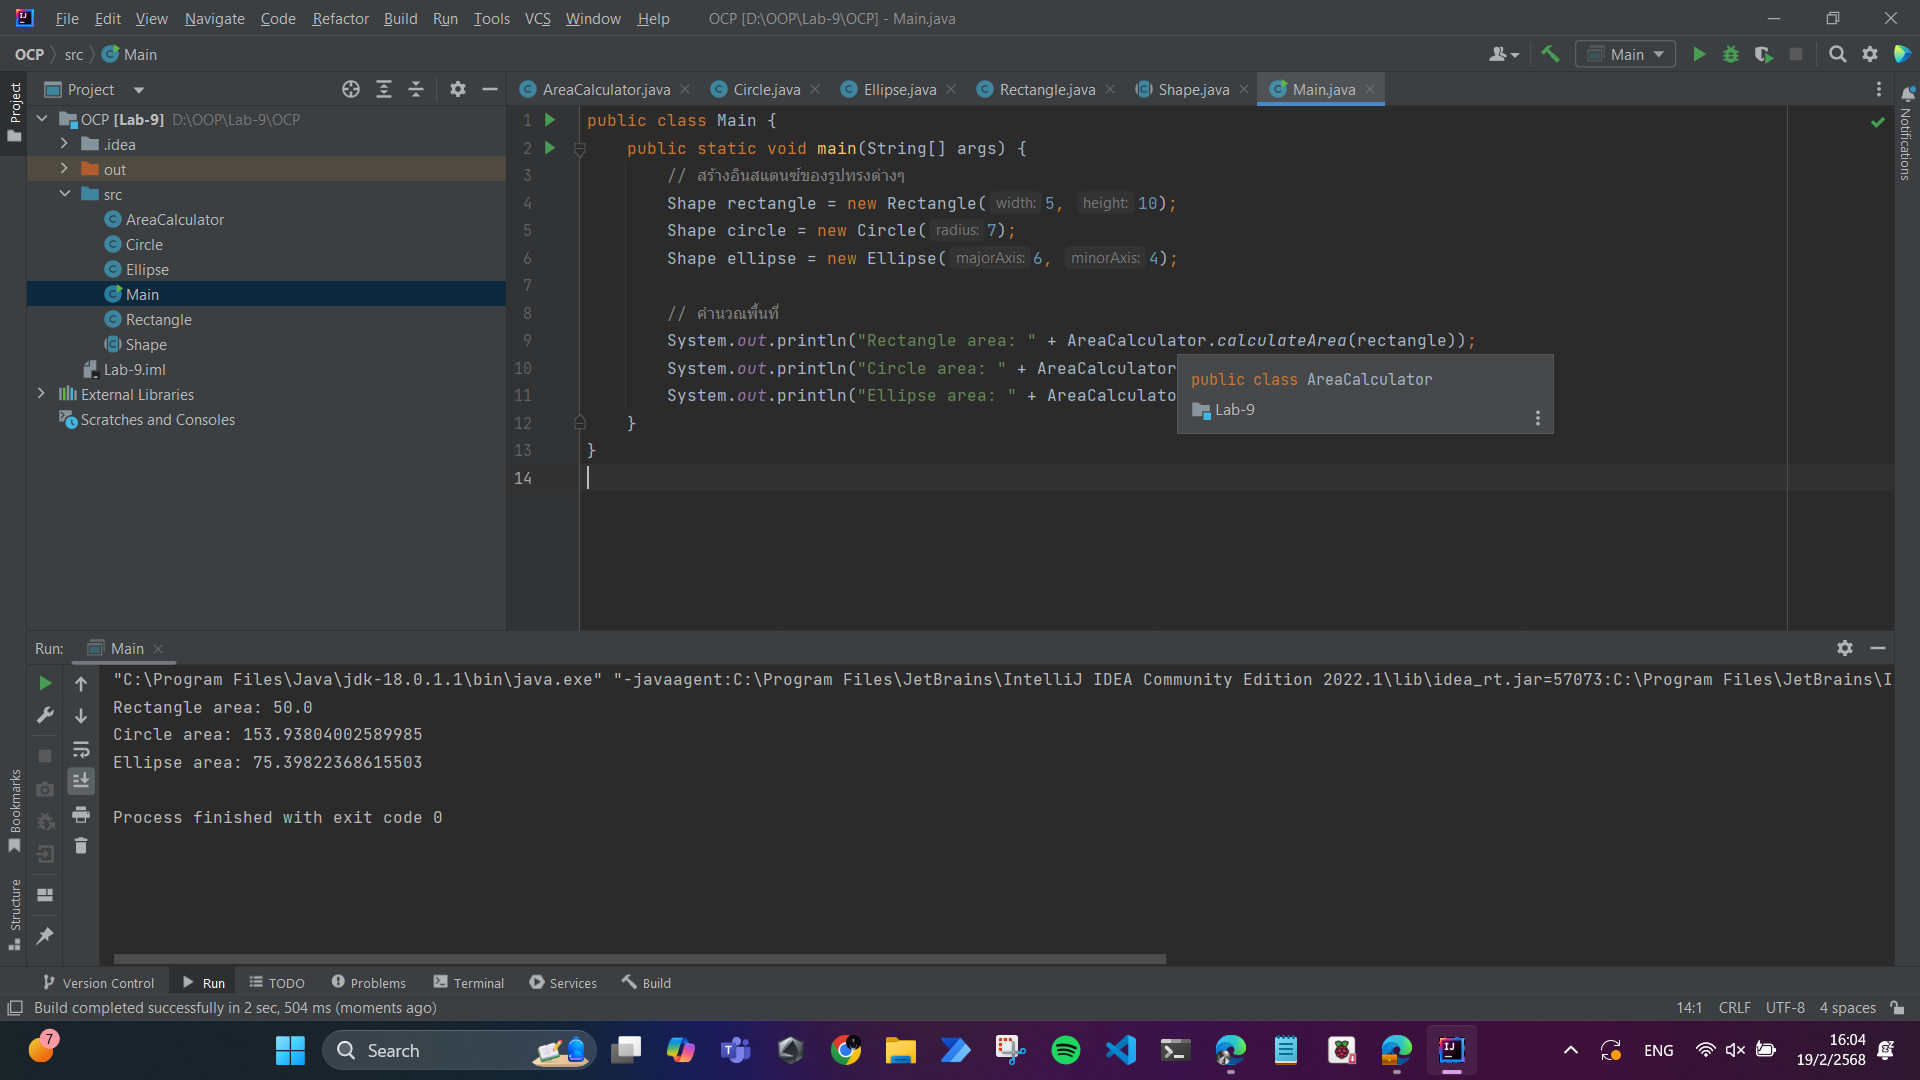 File Edit View Navigate Code Refactor Build Run Tools VCS Window Help OCP [D:\OOP\Lab-9\OCP] - Main.java
OCP src Main
Main
Project
AreaCalculator.java Circle.java Ellipse.java Rectangle.java Shape.java Main.java
Project
Notifications
OCP [Lab-9] D:\OOP\Lab-9\OCP
.idea
out
src
AreaCalculator
Circle
Ellipse
Main
Rectangle
Shape
Lab-9.iml
External Libraries
Scratches and Consoles
1 public class Main {
2 public static void main(String[] args) {
3 // สร้างอินสแตนซ์ของรูปทรงต่างๆ
4 Shape rectangle = new Rectangle( width: 5, height: 10);
5 Shape circle = new Circle( radius: 7);
6 Shape ellipse = new Ellipse( majorAxis: 6, minorAxis: 4);
7
8 // คำนวณพื้นที่
9 System.out.println("Rectangle area: " + AreaCalculator.calculateArea(rectangle));
10 System.out.println("Circle area: " + AreaCalculator
11 System.out.println("Ellipse area: " + AreaCalculato
12 }
13 }
14
public class AreaCalculator
Lab-9
Run: Main
"C:\Program Files\Java\jdk-18.0.1.1\bin\java.exe" "-javaagent:C:\Program Files\JetBrains\IntelliJ IDEA Community Edition 2022.1\lib\idea_rt.jar=57073:C:\Program Files\JetBrains\I
Rectangle area: 50.0
Circle area: 153.93804002589985
Ellipse area: 75.39822368615503
Process finished with exit code 0
Bookmarks
Structure
Version Control Run TODO Problems Terminal Services Build
Build completed successfully in 2 sec, 504 ms (moments ago)
14:1 CRLF UTF-8 4 spaces
7
Search
ENG
16:04
19/2/2568